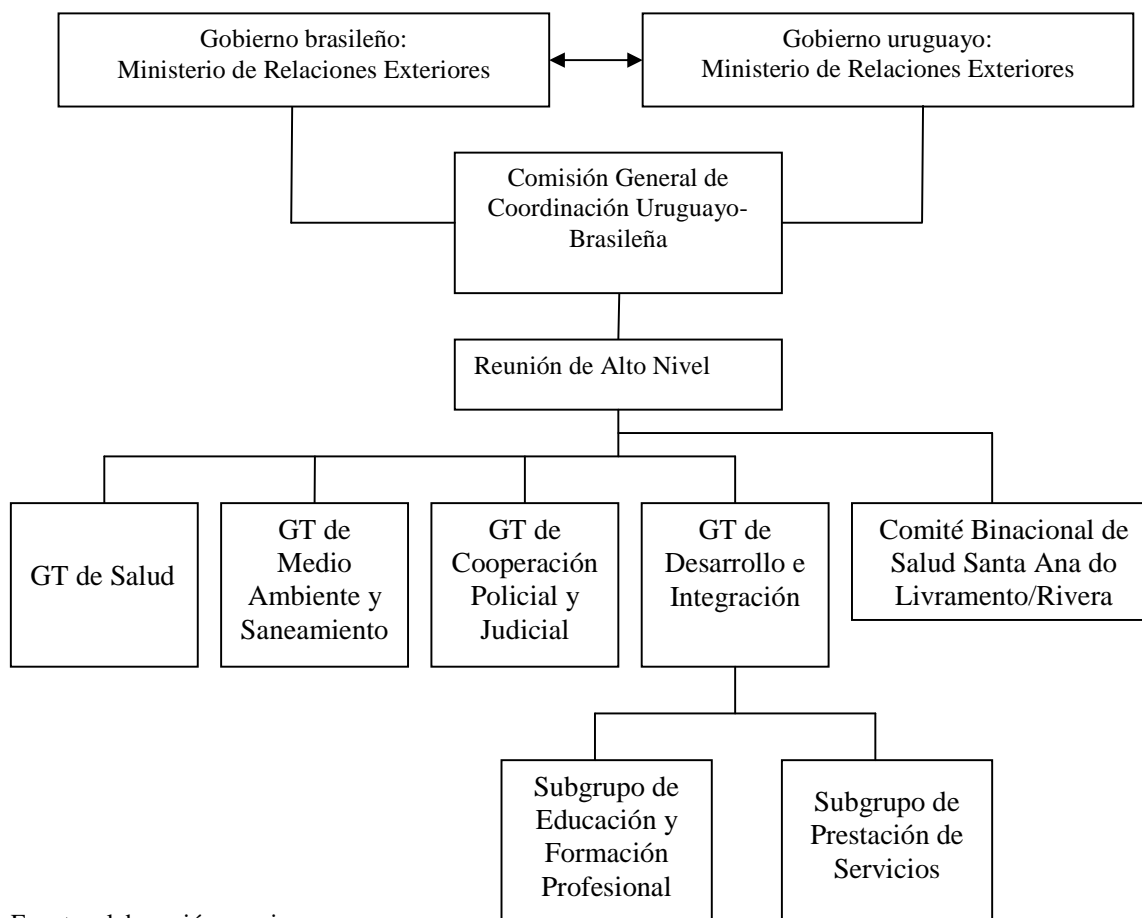 Gobierno brasileño:
Ministerio de Relaciones Exteriores
Gobierno uruguayo:
Ministerio de Relaciones Exteriores
Comisión General de
Coordinación Uruguayo-
Brasileña
Reunión de Alto Nivel
GT de Salud
GT de
Medio
Ambiente y
Saneamiento
GT de
Cooperación
Policial y
Judicial
GT de
Desarrollo e
Integración
Comité Binacional de
Salud Santa Ana do
Livramento/Rivera
Subgrupo de
Educación y
Formación
Profesional
Subgrupo de
Prestación de
Servicios